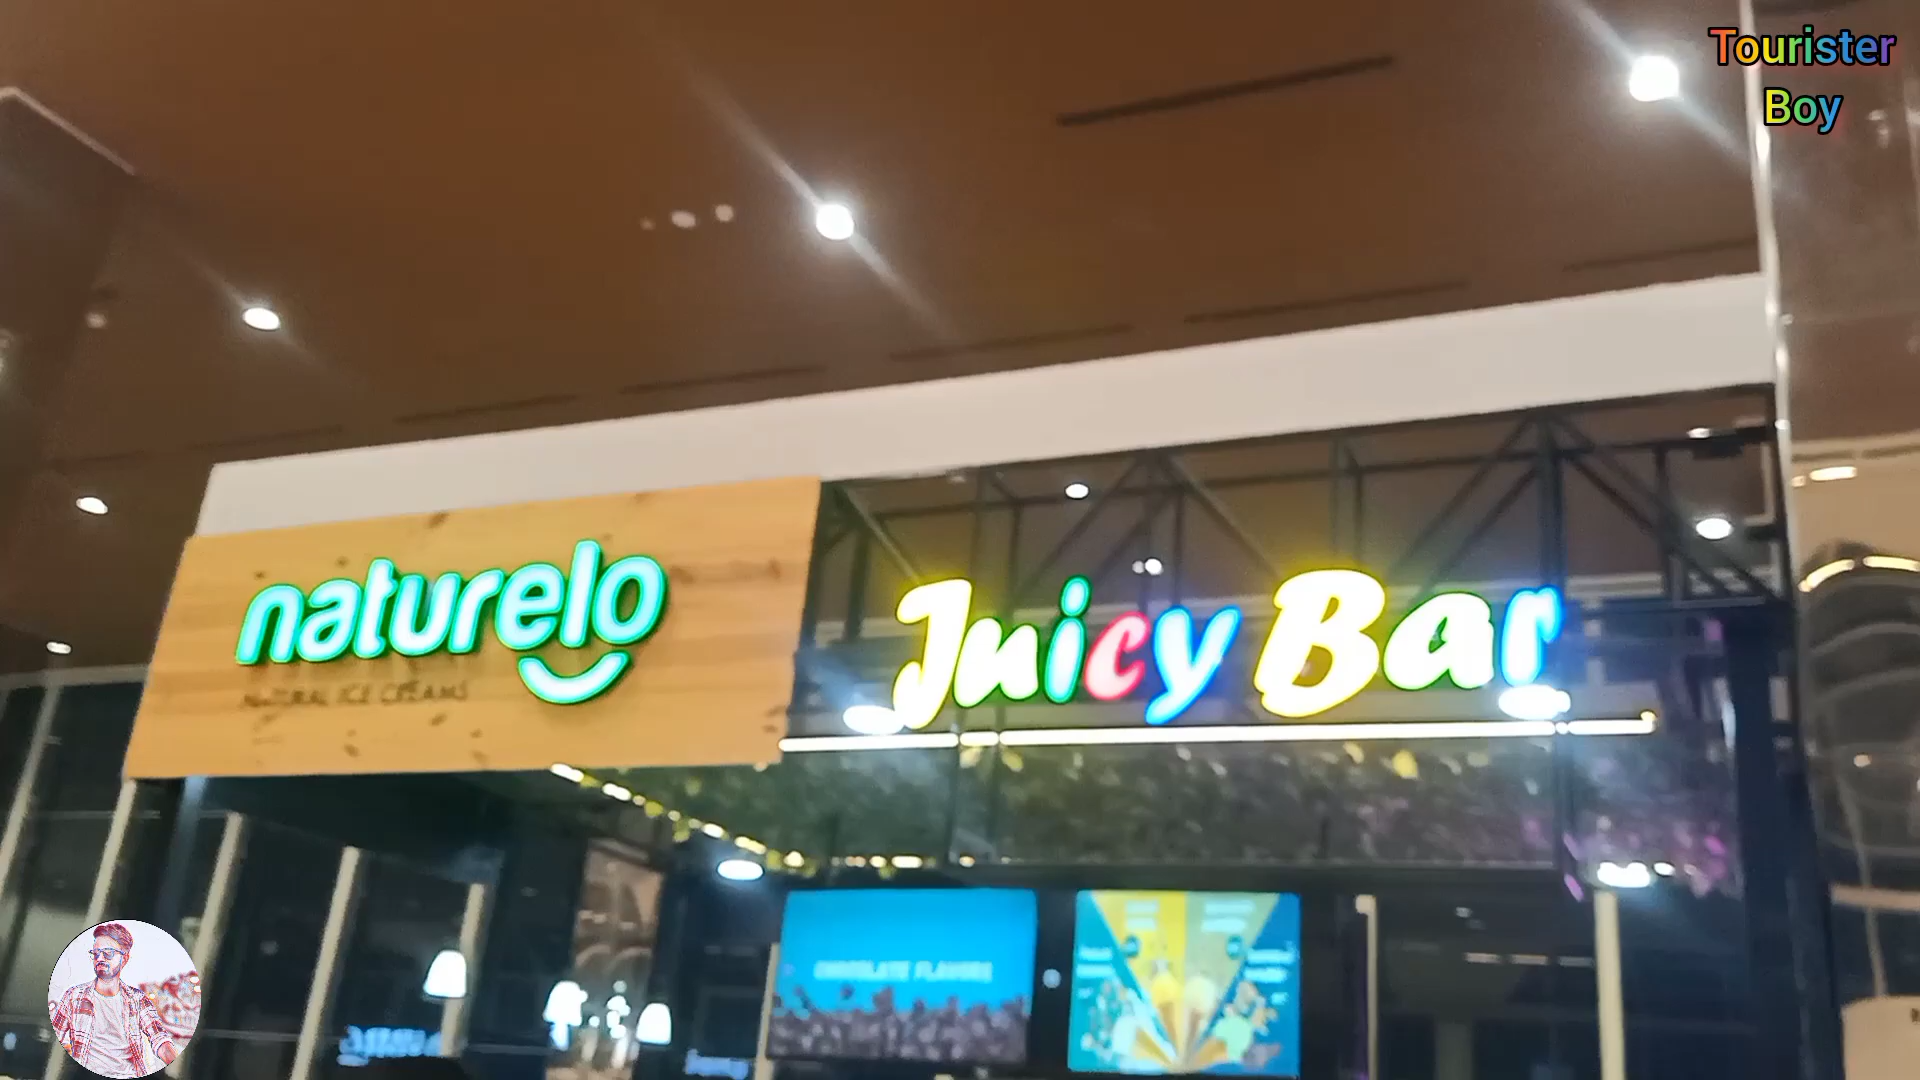 Tourister
Boy
naturelo
NATURAL ICE CREAMS
Juicy Bar
CHOCOLATE FLAVORS